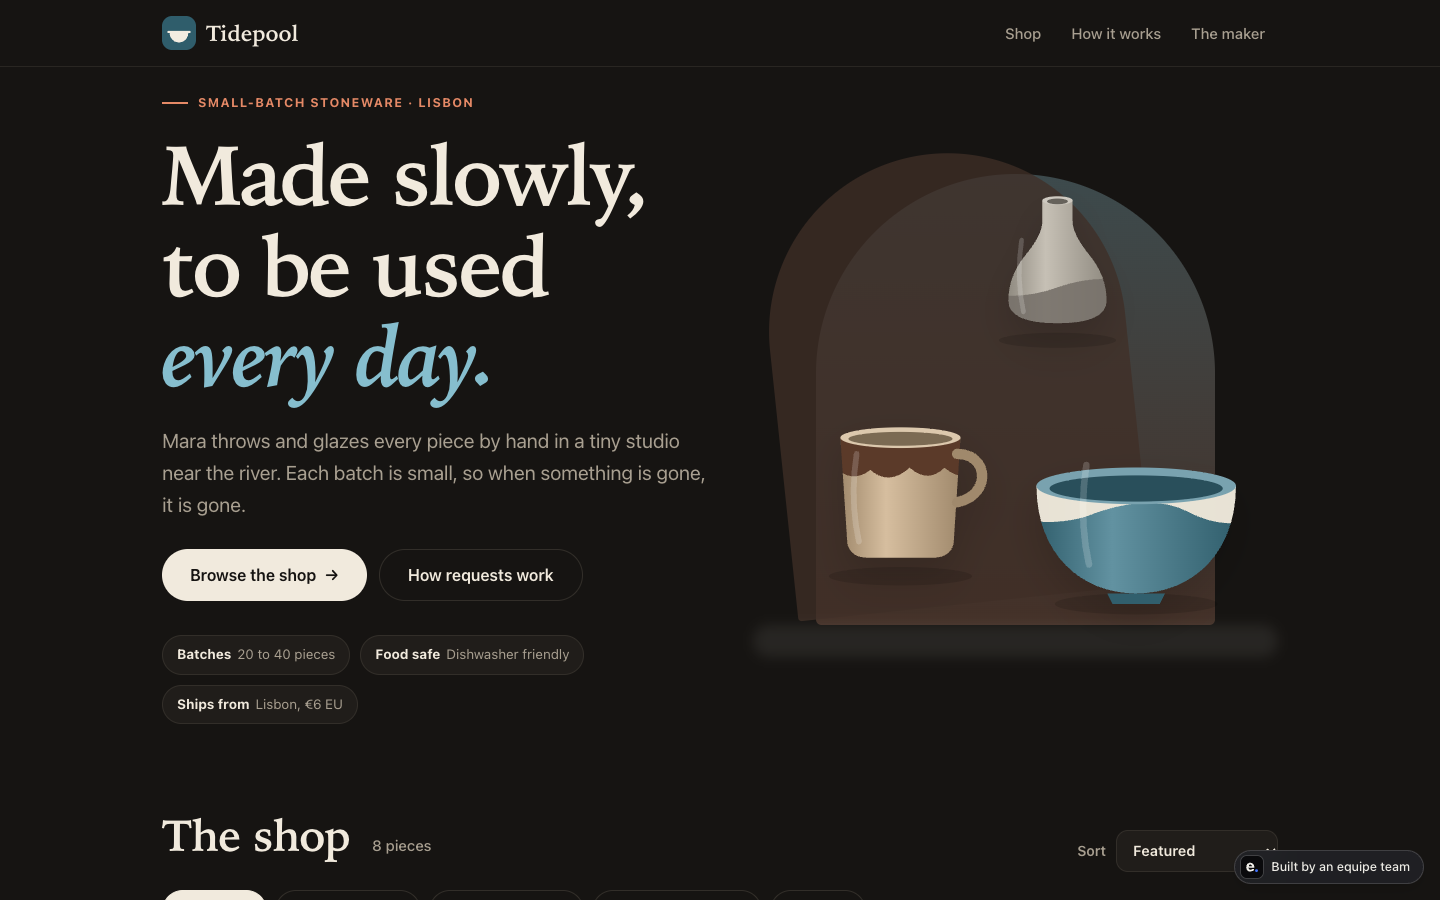 Tidepool
Shop
How it works
The maker
SMALL-BATCH STONEWARE · LISBON
Made slowly,
to be used
every day.
Mara throws and glazes every piece by hand in a tiny studio
near the river. Each batch is small, so when something is gone,
it is gone.
Browse the shop →
How requests work
Batches 20 to 40 pieces
Food safe Dishwasher friendly
Ships from Lisbon, €6 EU
The shop
8 pieces
Sort
Featured
e. Built by an equipe team